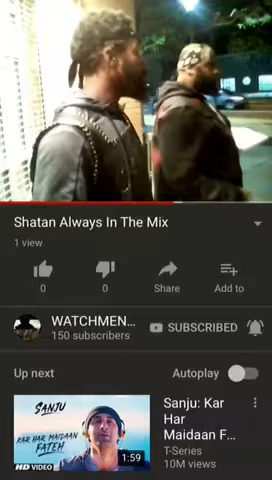 Shatan Always In The Mix
1 view
0
0
Share
Add to
WATCHMEN...
SUBSCRIBED
150 subscribers
Up next
Autoplay
SANJU
KAR HAR MAIDAAN
FATEH
HD VIDEO
1:59
Sanju: Kar
Har
Maidaan F...
T-Series
10M views